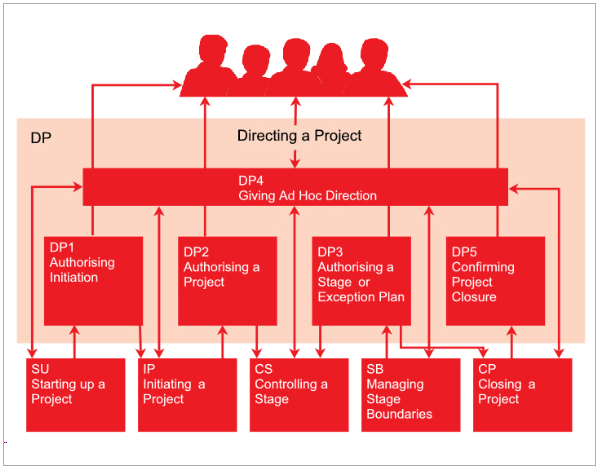 DP
Directing a Project
DP4
Giving Ad Hoc Direction
DP1
Authorising
Initiation
DP2
Authorising a
Project
DP3
Authorising a
Stage or
Exception Plan
DP5
Confirming
Project
Closure
SU
Starting up a
Project
IP
Initiating a
Project
CS
Controlling a
Stage
SB
Managing
Stage
Boundaries
CP
Closing a
Project